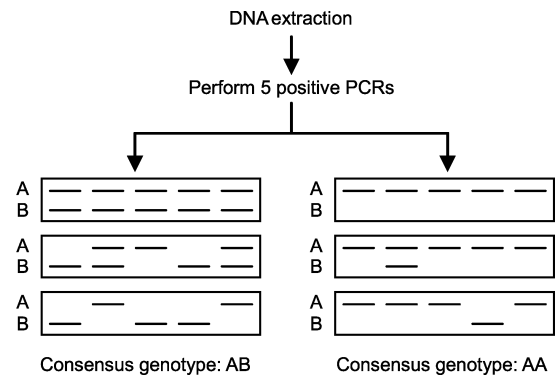 DNA extraction
Perform 5 positive PCRs
A
B
A
B
A
B
A
B
A
B
A
B
Consensus genotype: AB
Consensus genotype: AA